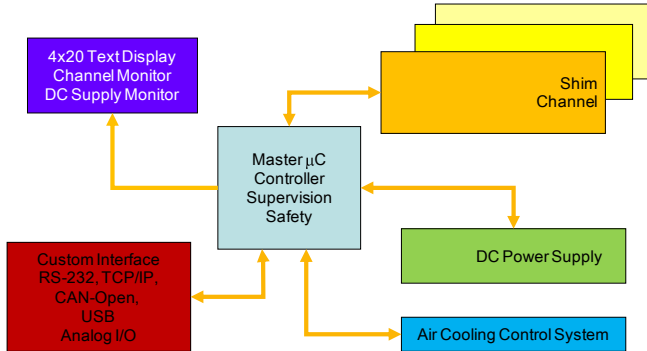 4x20 Text Display
Channel Monitor
DC Supply Monitor
Shim
Channel
Master μC
Controller
Supervision
Safety
Custom Interface
RS-232, TCP/IP,
CAN-Open,
USB
Analog I/O
DC Power Supply
Air Cooling Control System